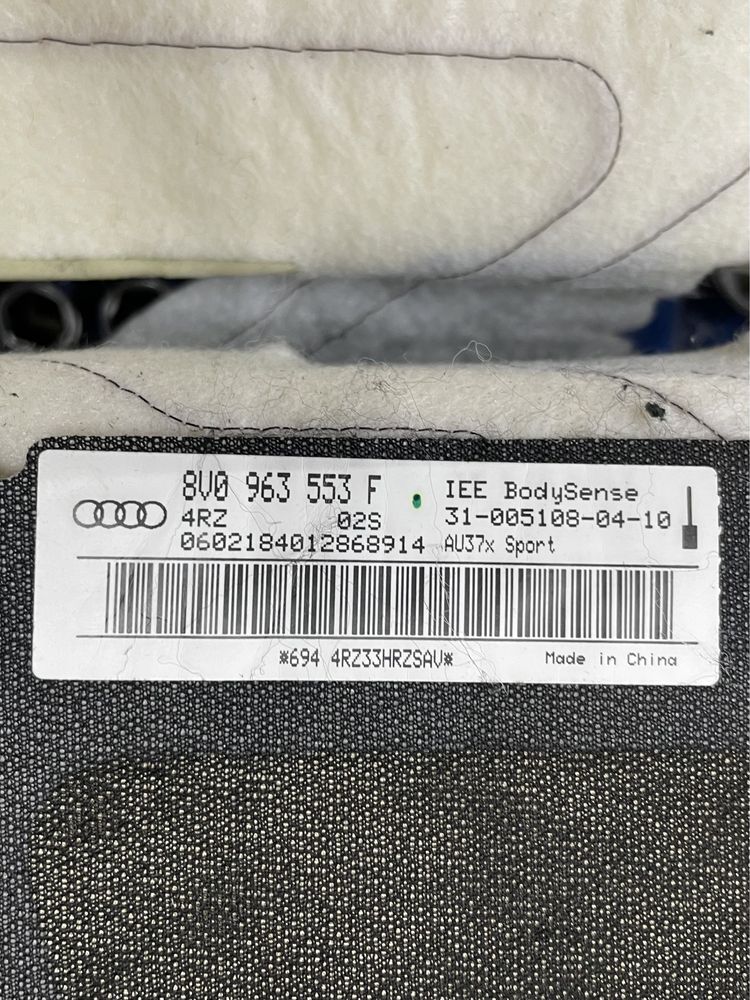 8V0 963 553 F
4RZ 02S
0602184012868914
IEE BodySense
31-005108-04-10
AU37x Sport
*694 4RZ33HRZSAV*
Made in China